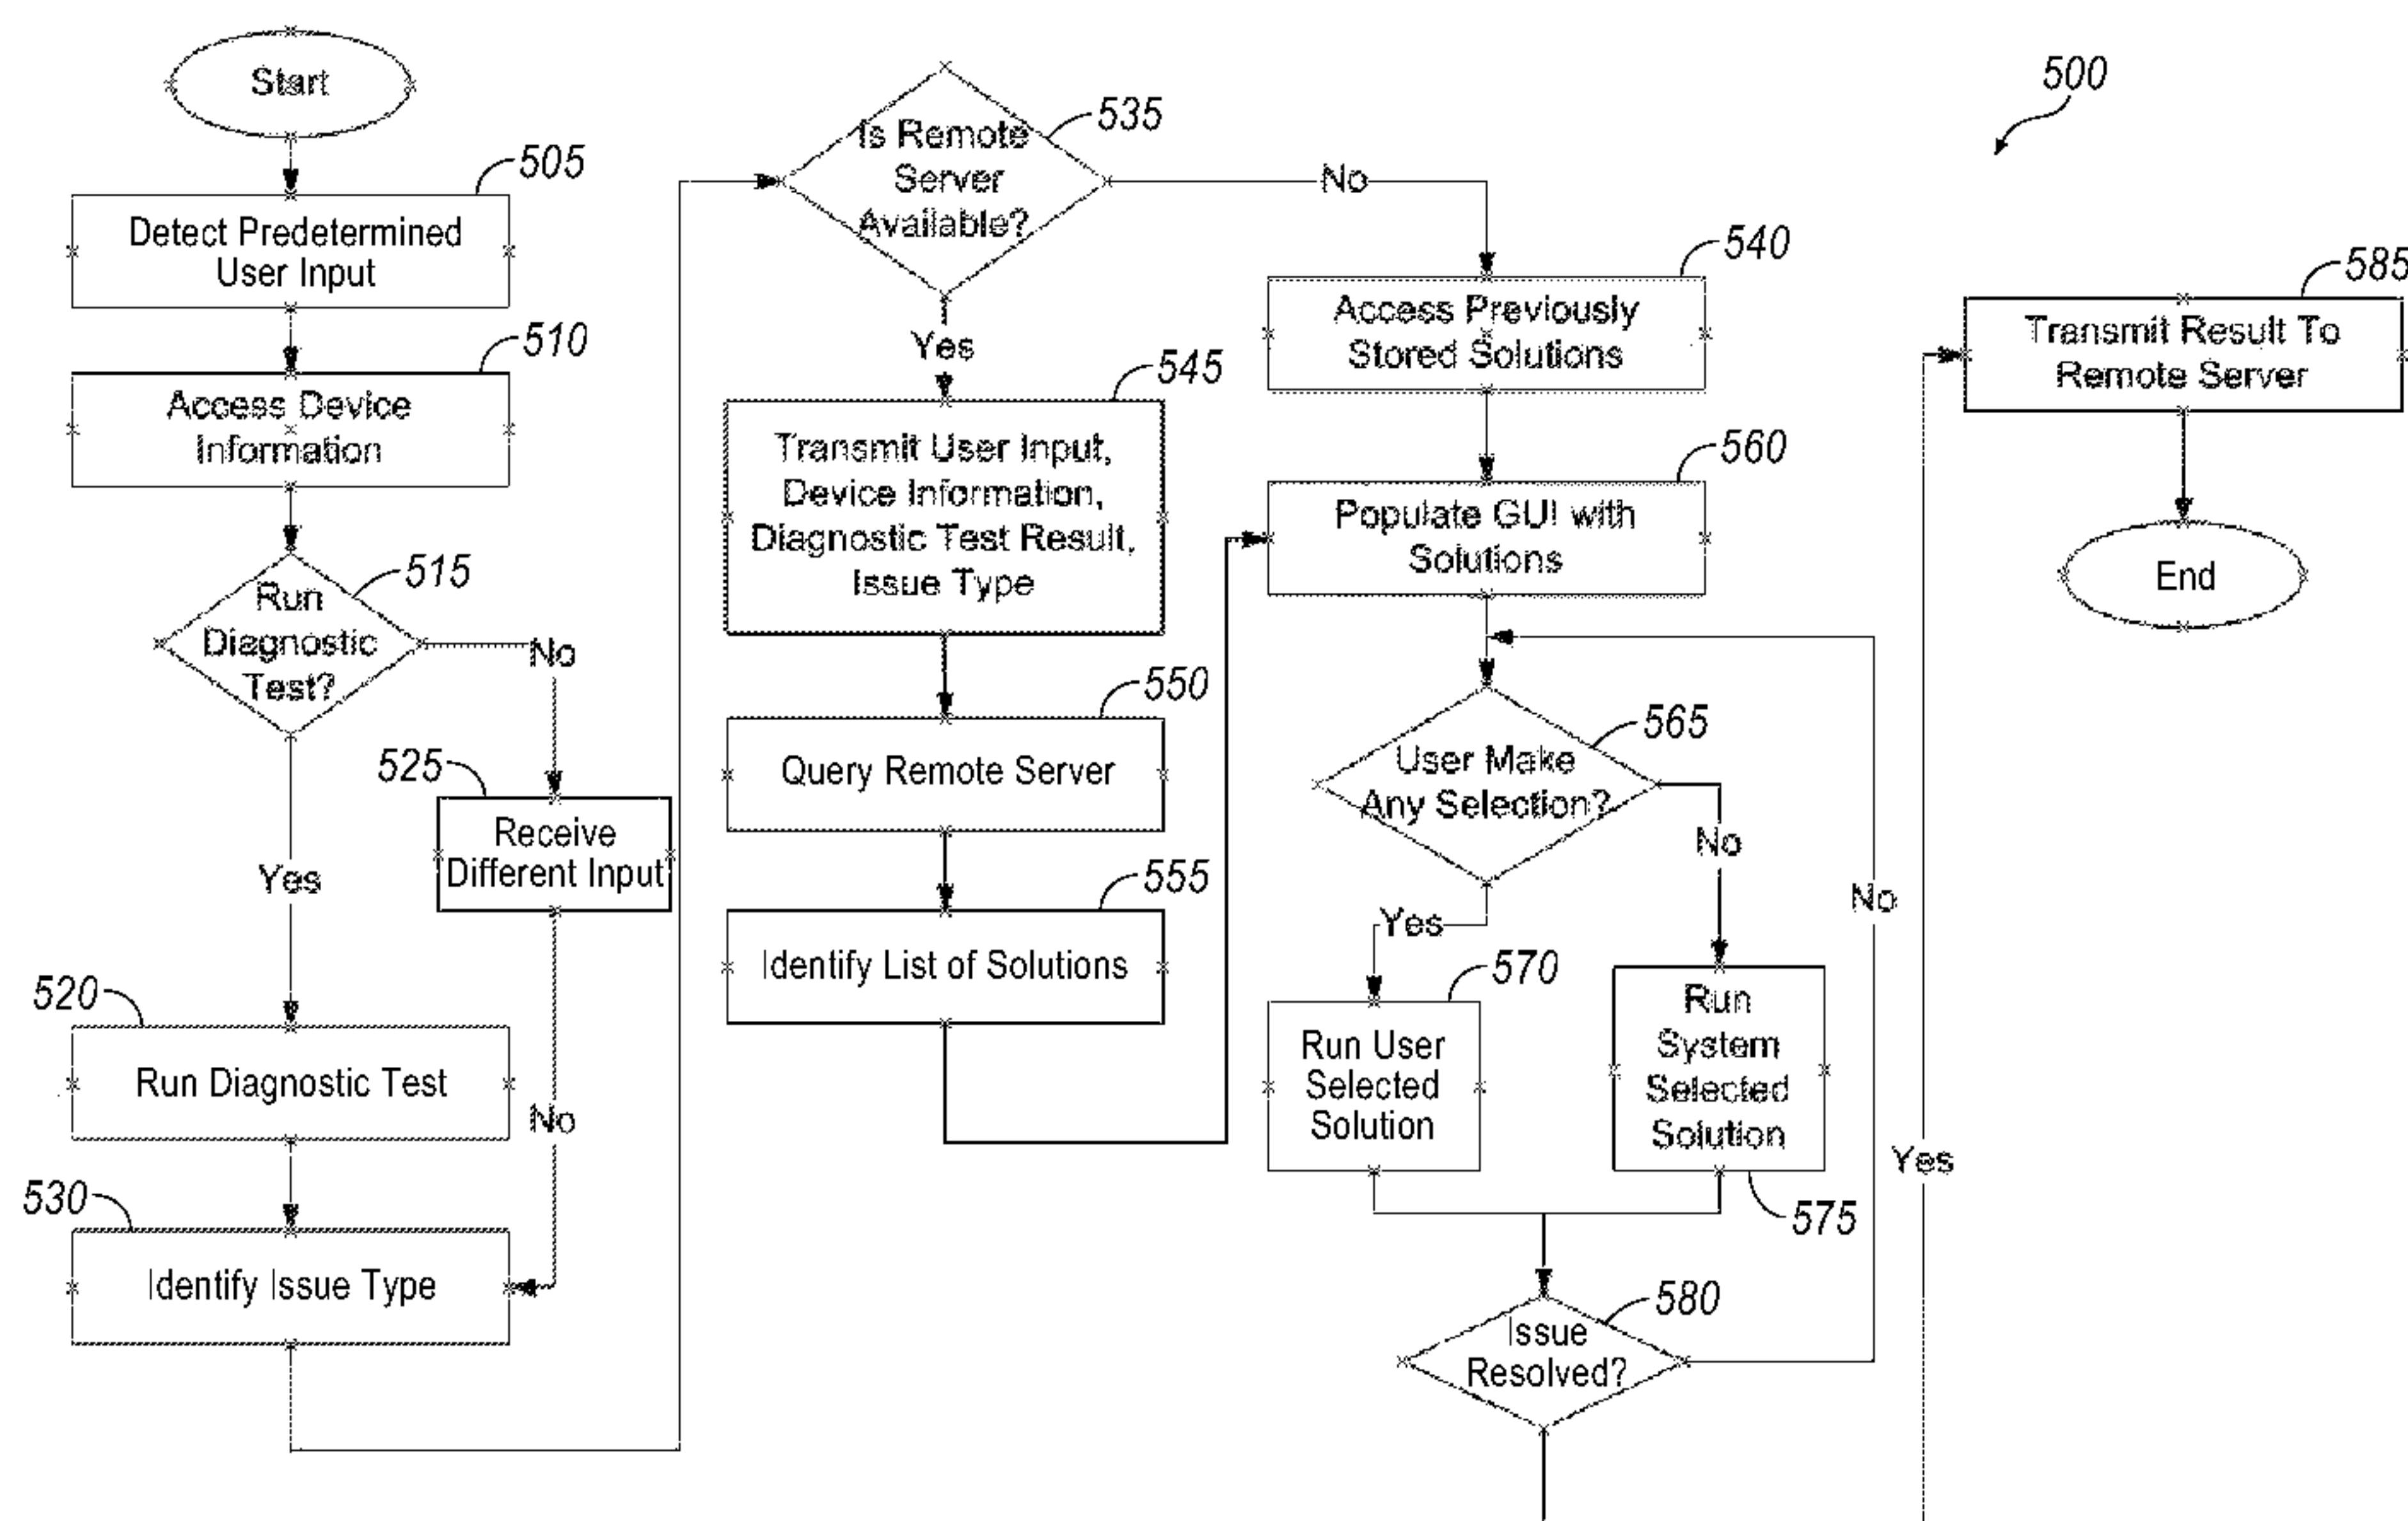 Start
505
Detect Predetermined
User Input
510
Access Device
Information
515
Run
Diagnostic
Test?
No
525
Receive
Different Input
Yes
520
Run Diagnostic Test
No
530
Identify Issue Type
535
Is Remote
Server
Available?
No
Yes
545
Transmit User Input,
Device Information,
Diagnostic Test Result,
Issue Type
550
Query Remote Server
555
Identify List of Solutions
540
Access Previously
Stored Solutions
560
Populate GUI with
Solutions
565
User Make
Any Selection?
No
Yes
570
Run User
Selected
Solution
Run
System
Selected
Solution
575
580
Issue
Resolved?
No
Yes
500
585
Transmit Result To
Remote Server
End